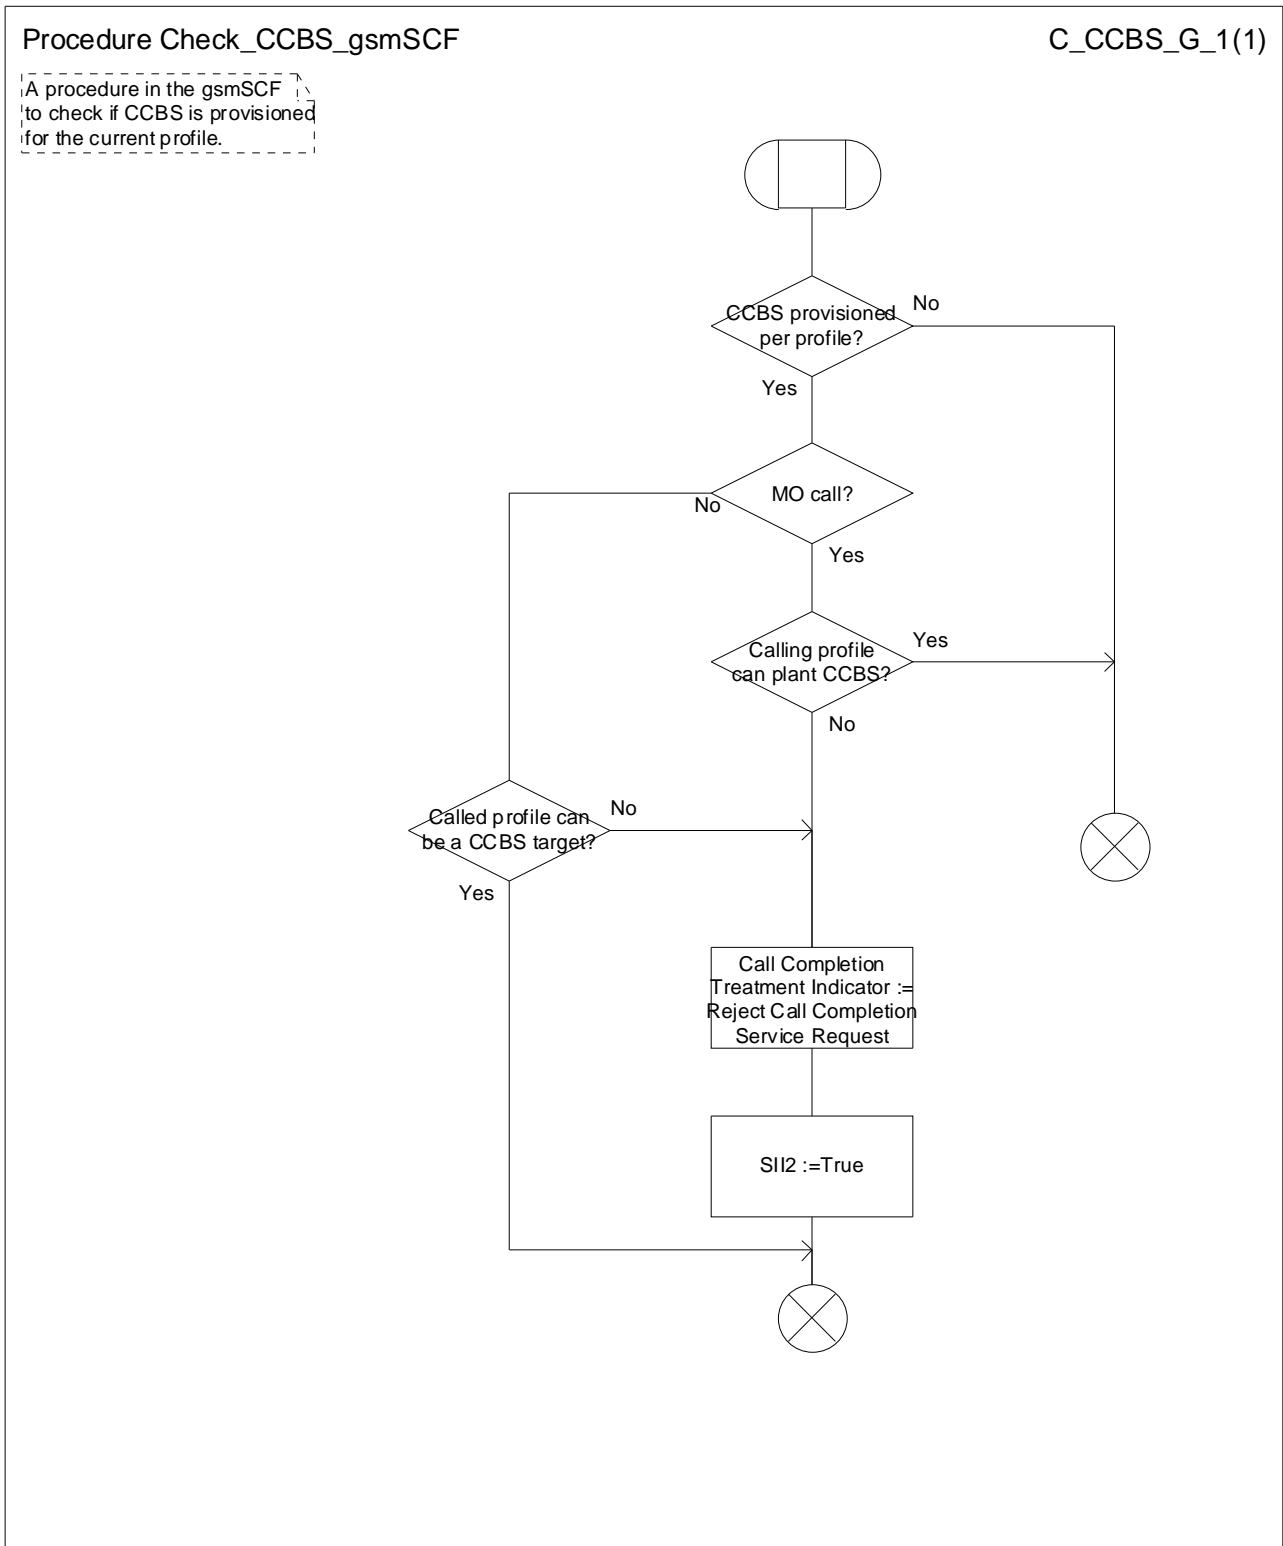 Procedure Check_CCBS_gsmSCF
C_CCBS_G_1(1)
A procedure in the gsmSCF
to check if CCBS is provisioned
for the current profile.
CCBS provisioned
per profile?
No
Yes
MO call?
No
Yes
Calling profile
can plant CCBS?
Yes
No
Called profile can
be a CCBS target?
No
Yes
Call Completion
Treatment Indicator :=
Reject Call Completion
Service Request
SII2 :=True